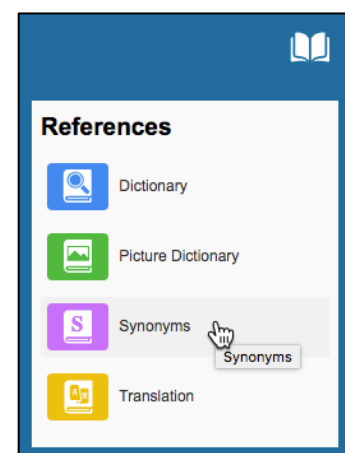 References
Dictionary
Picture Dictionary
S
Synonyms
Synonyms
Translation